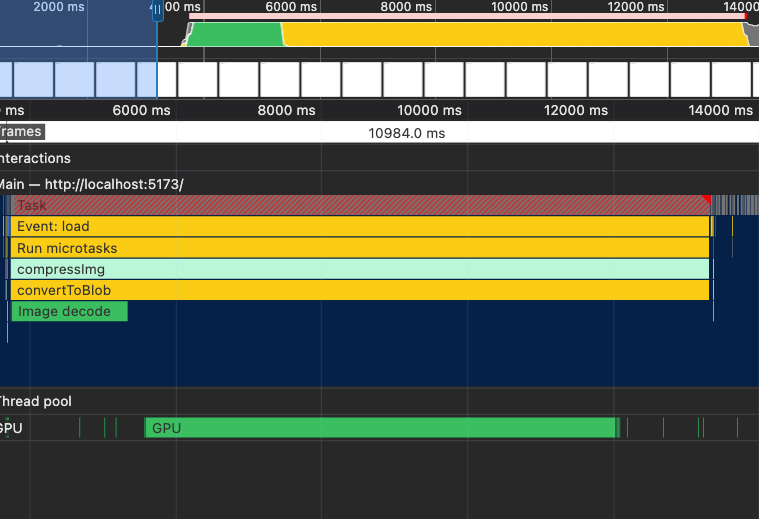 2000 ms 4000 ms 6000 ms 8000 ms 10000 ms 12000 ms 14000
ms 6000 ms 8000 ms 10000 ms 12000 ms 14000 ms
rames
10984.0 ms
nteractions
Main — http://localhost:5173/
Task
Event: load
Run microtasks
compressImg
convertToBlob
Image decode
Thread pool
GPU GPU